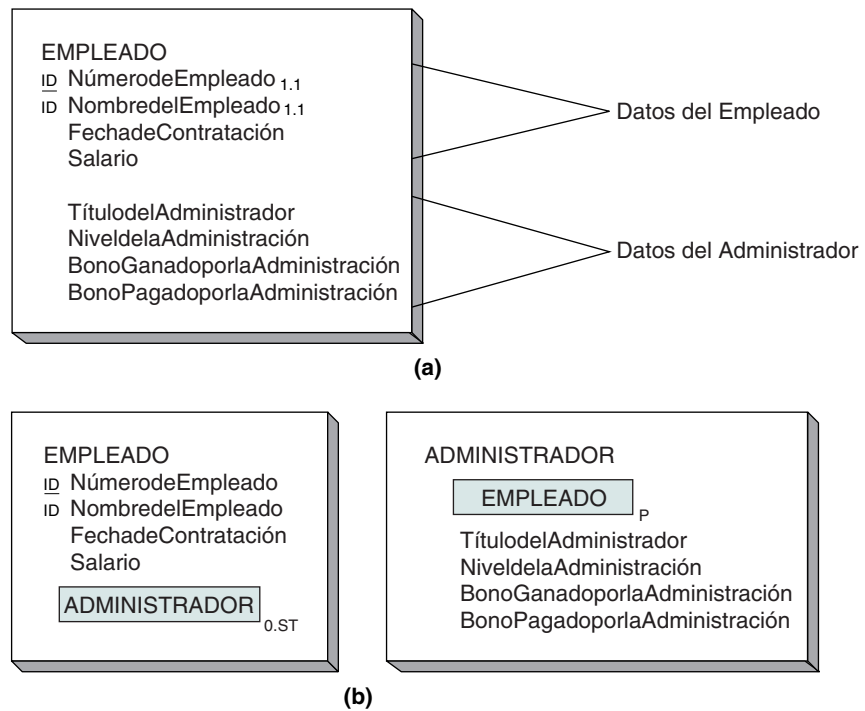 EMPLEADO
ID NúmerodeEmpleado 1.1
ID NombredelEmpleado 1.1
FechadeContratación
Salario
Datos del Empleado
TítulodelAdministrador
NiveldelaAdministración
BonoGanadoporlaAdministración
BonoPagadoporlaAdministración
Datos del Administrador
(a)
EMPLEADO
ID NúmerodeEmpleado
ID NombredelEmpleado
FechadeContratación
Salario
ADMINISTRADOR 0.ST
ADMINISTRADOR
EMPLEADO P
TítulodelAdministrador
NiveldelaAdministración
BonoGanadoporlaAdministración
BonoPagadoporlaAdministración
(b)